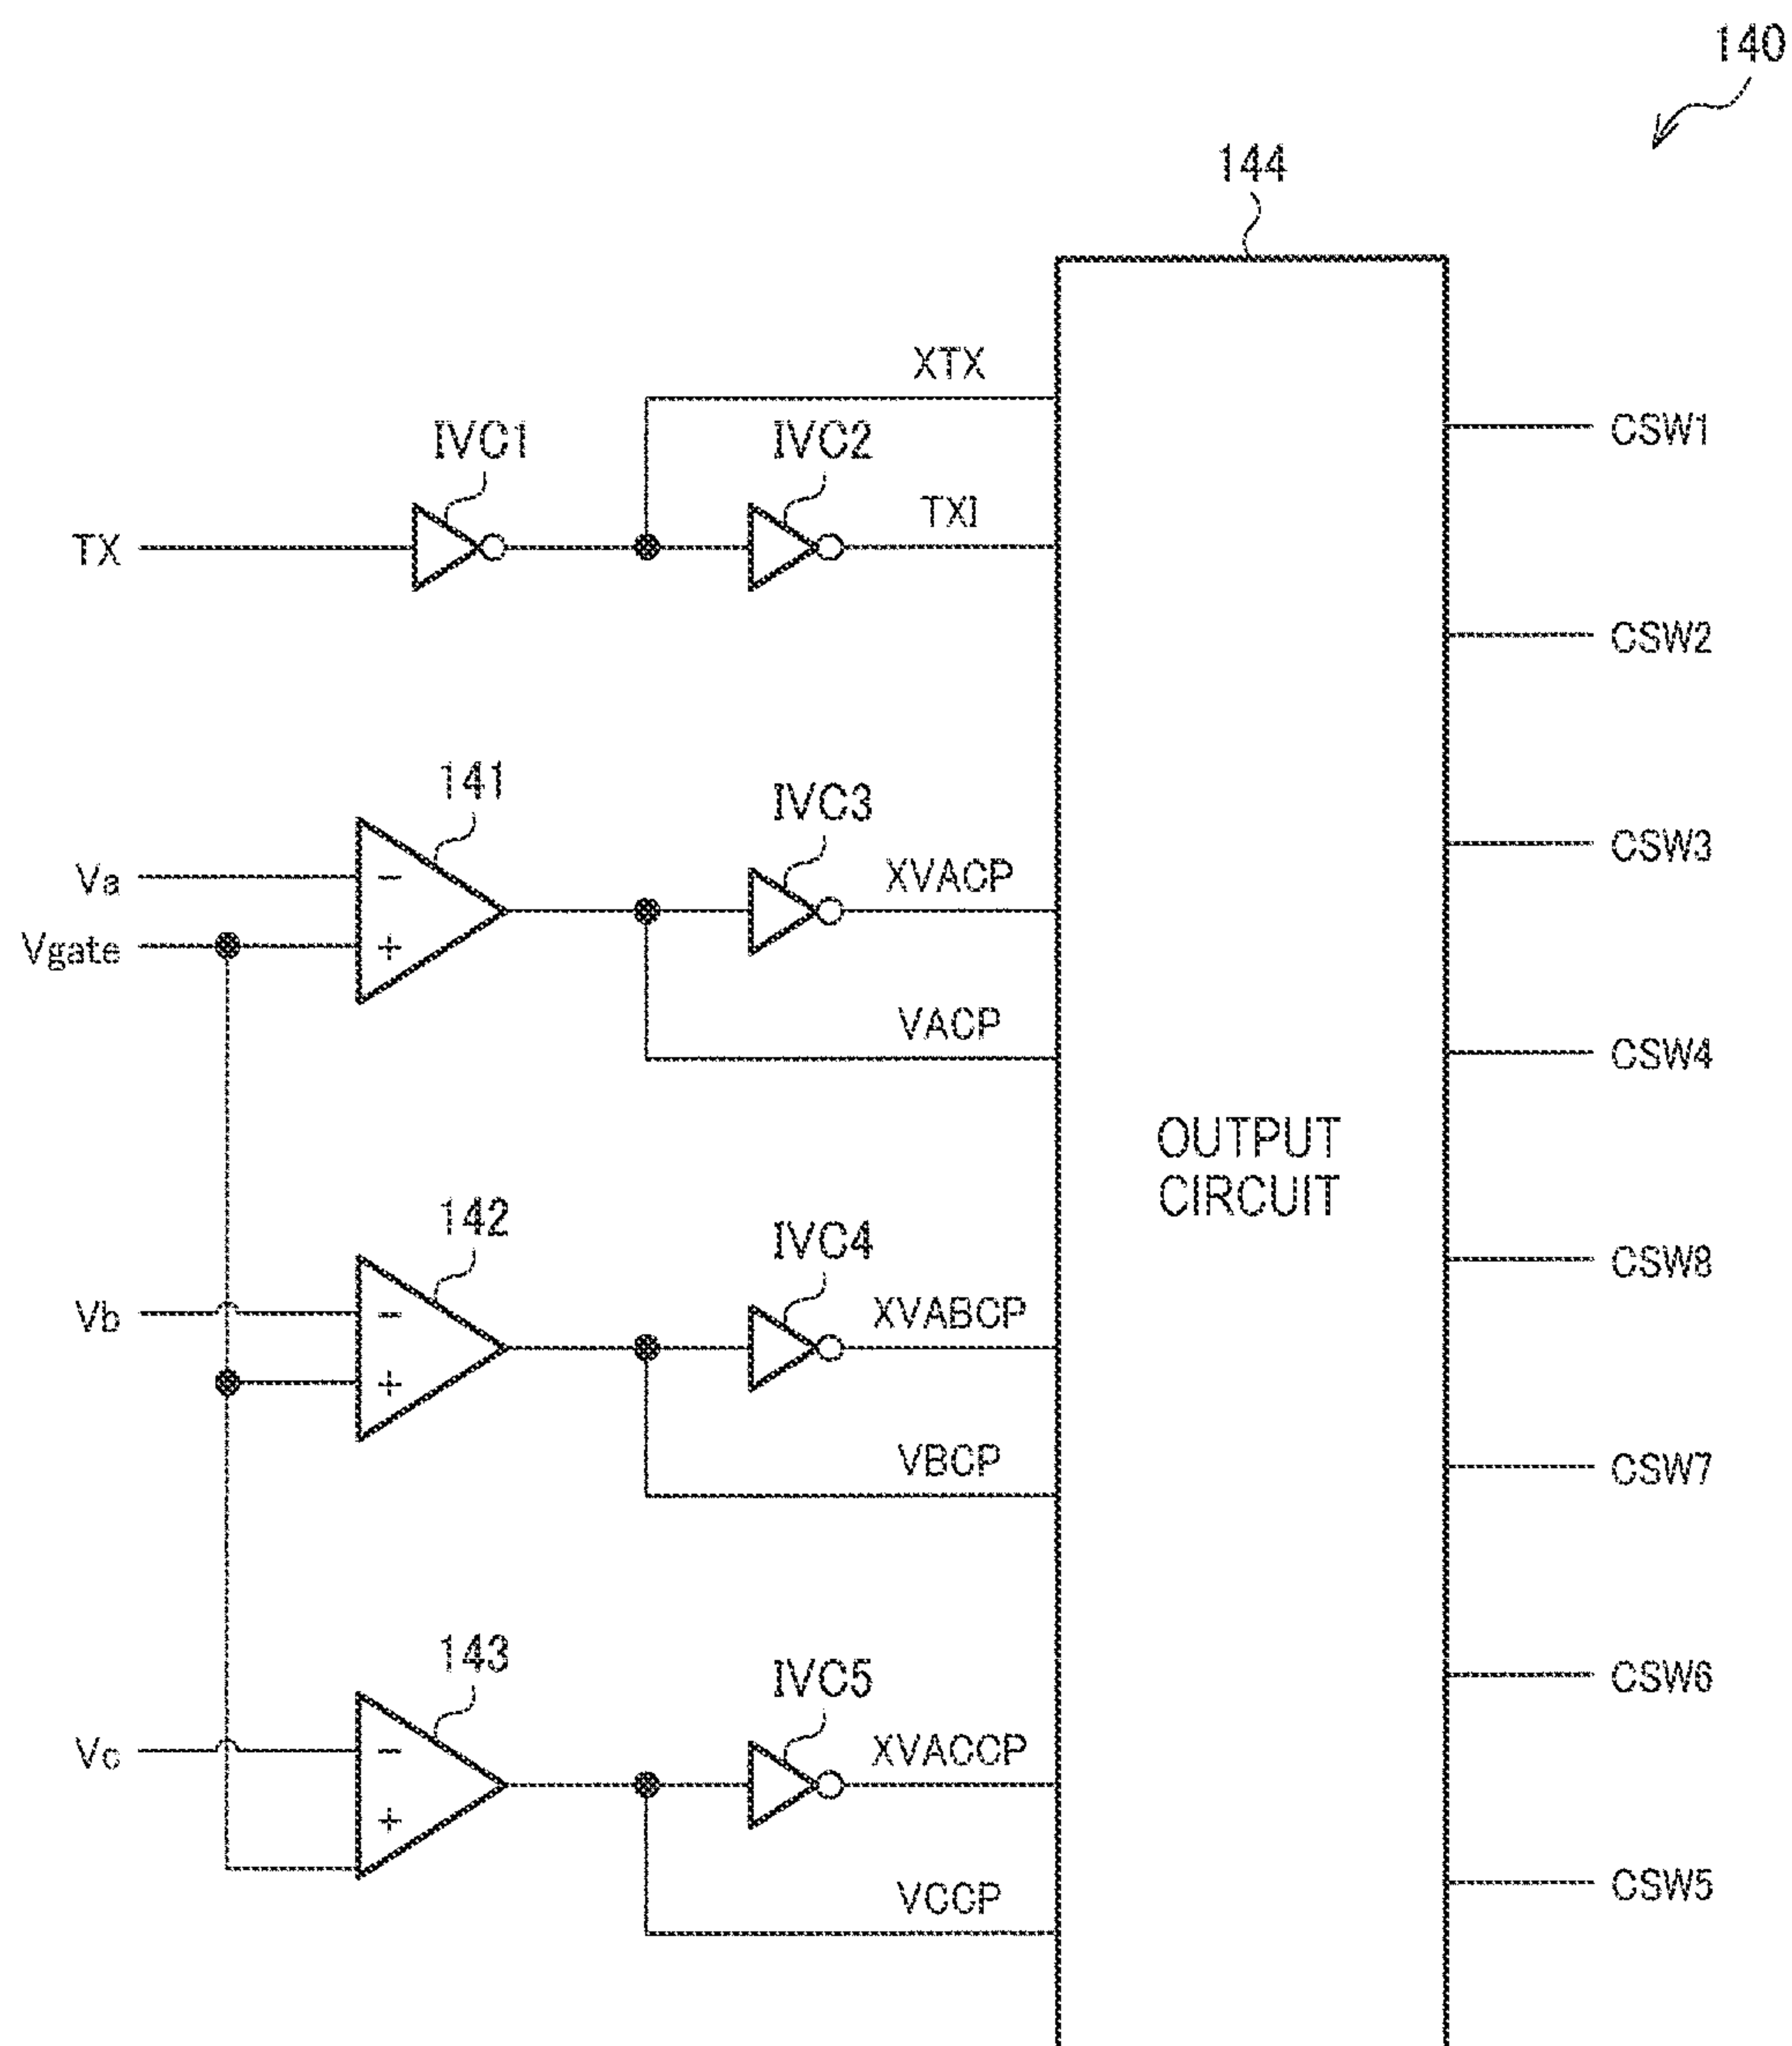 140
144
XTX
IVC1
IVC2
TXI
TX
CSW1
CSW2
141
IVC3
Va
-
XVACP
CSW3
Vgate
+
VACP
CSW4
OUTPUT
CIRCUIT
142
IVC4
Vb
-
XVABCP
CSW8
+
VBCP
CSW7
143
IVC5
Vc
-
XVACCP
CSW6
+
VCCP
CSW5